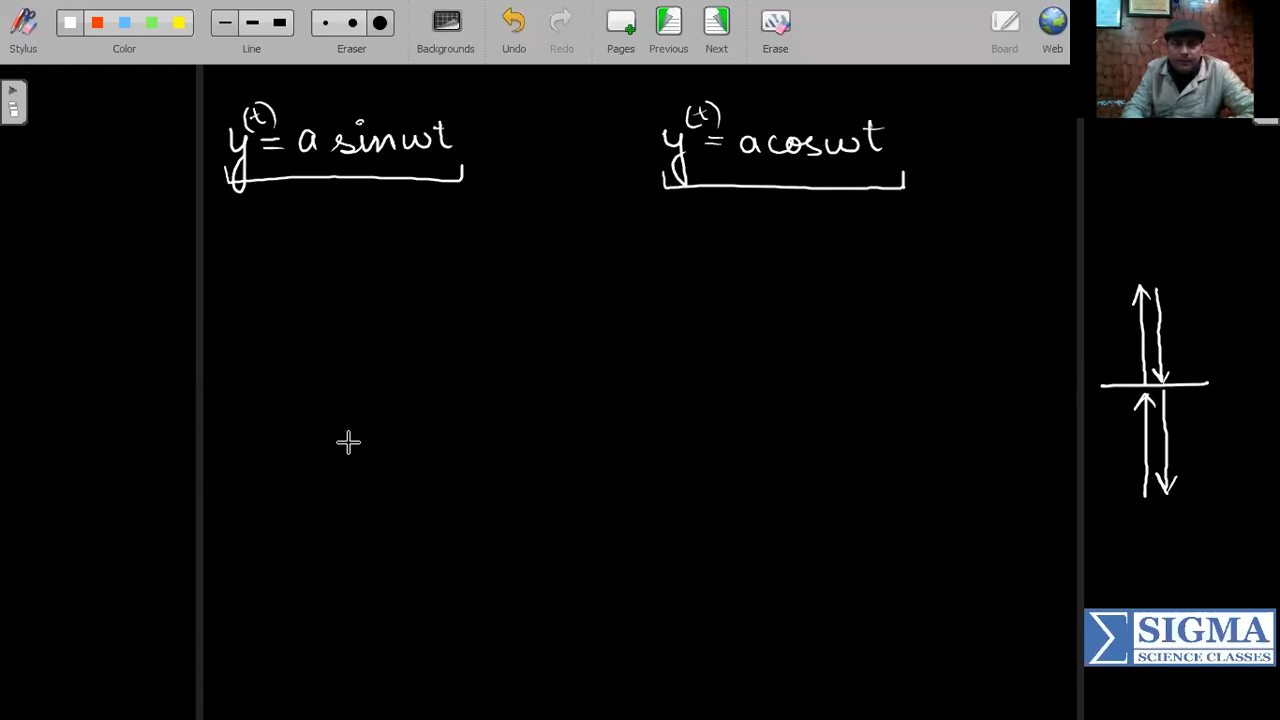 Stylus
Color
Line
Eraser
Backgrounds
Undo
Redo
Pages
Previous
Next
Erase
Board
Web
y(t) = a sinωt
y(t) = a cosωt
Σ SIGMA
SCIENCE CLASSES